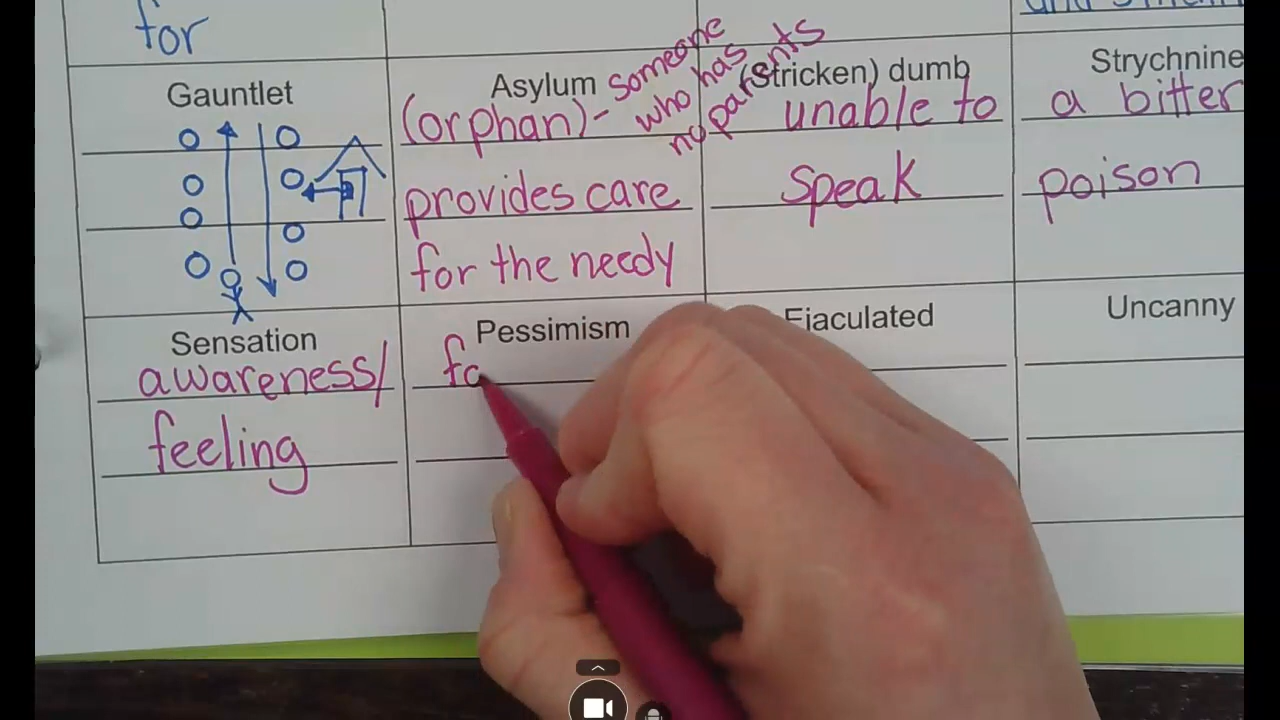 for
Gauntlet
Asylum
(orphan)- someone
who has
no parents
provides care
for the needy
(Stricken) dumb
unable to
speak
Strychnine
a bitter
poison
Sensation
awareness/
feeling
Pessimism
fo
Ejaculated
Uncanny